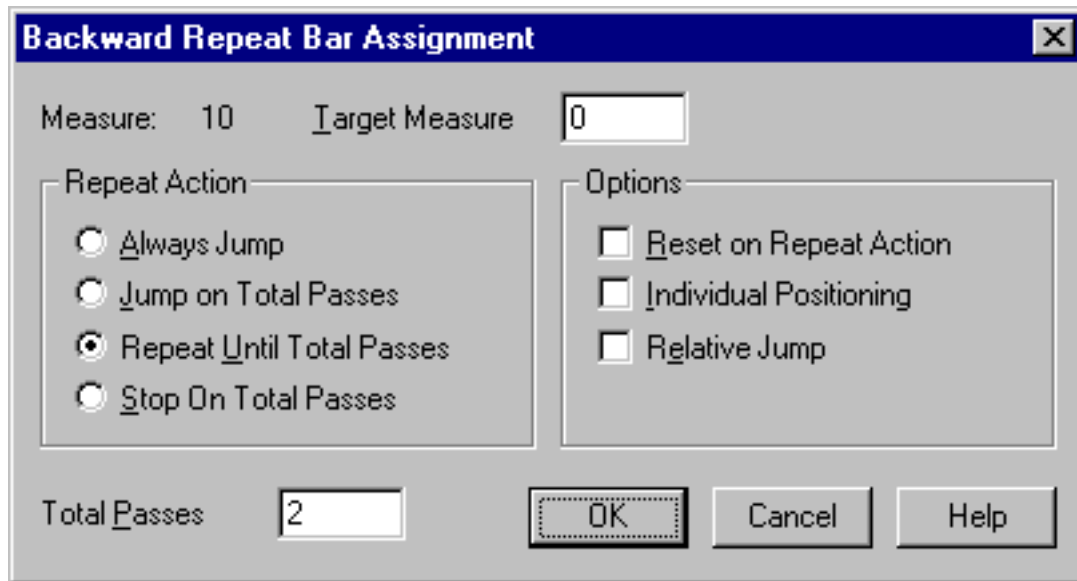 Backward Repeat Bar Assignment
Measure: 10 Target Measure 0
Repeat Action
Always Jump
Jump on Total Passes
Repeat Until Total Passes
Stop On Total Passes
Options
Reset on Repeat Action
Individual Positioning
Relative Jump
Total Passes 2
OK Cancel Help